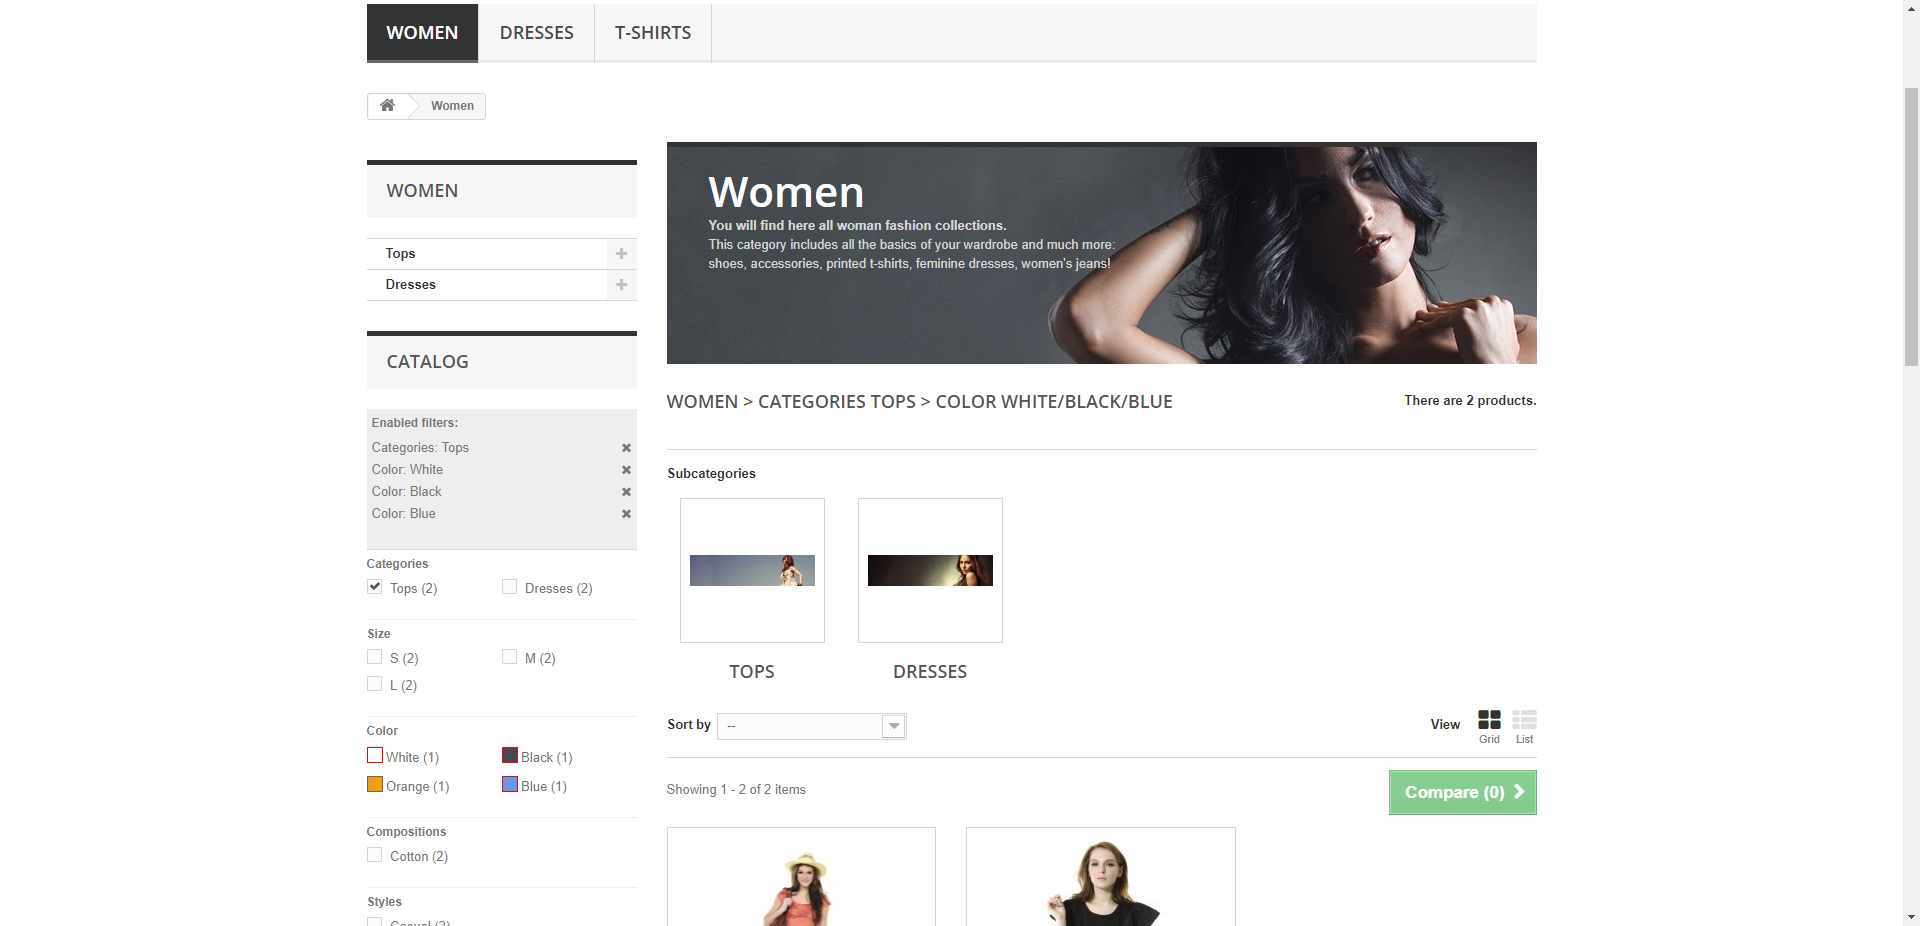 WOMEN
DRESSES
T-SHIRTS
Women
WOMEN
Tops
Dresses
CATALOG
Enabled filters:
Categories: Tops
Color: White
Color: Black
Color: Blue
Categories
Tops (2)
Dresses (2)
Size
S (2)
M (2)
L (2)
Color
White (1)
Black (1)
Orange (1)
Blue (1)
Compositions
Cotton (2)
Styles
Casual (2)
Women
You will find here all woman fashion collections.
This category includes all the basics of your wardrobe and much more:
shoes, accessories, printed t-shirts, feminine dresses, women's jeans!
WOMEN > CATEGORIES TOPS > COLOR WHITE/BLACK/BLUE
There are 2 products.
Subcategories
TOPS
DRESSES
Sort by
--
View
Grid
List
Showing 1 - 2 of 2 items
Compare (0)